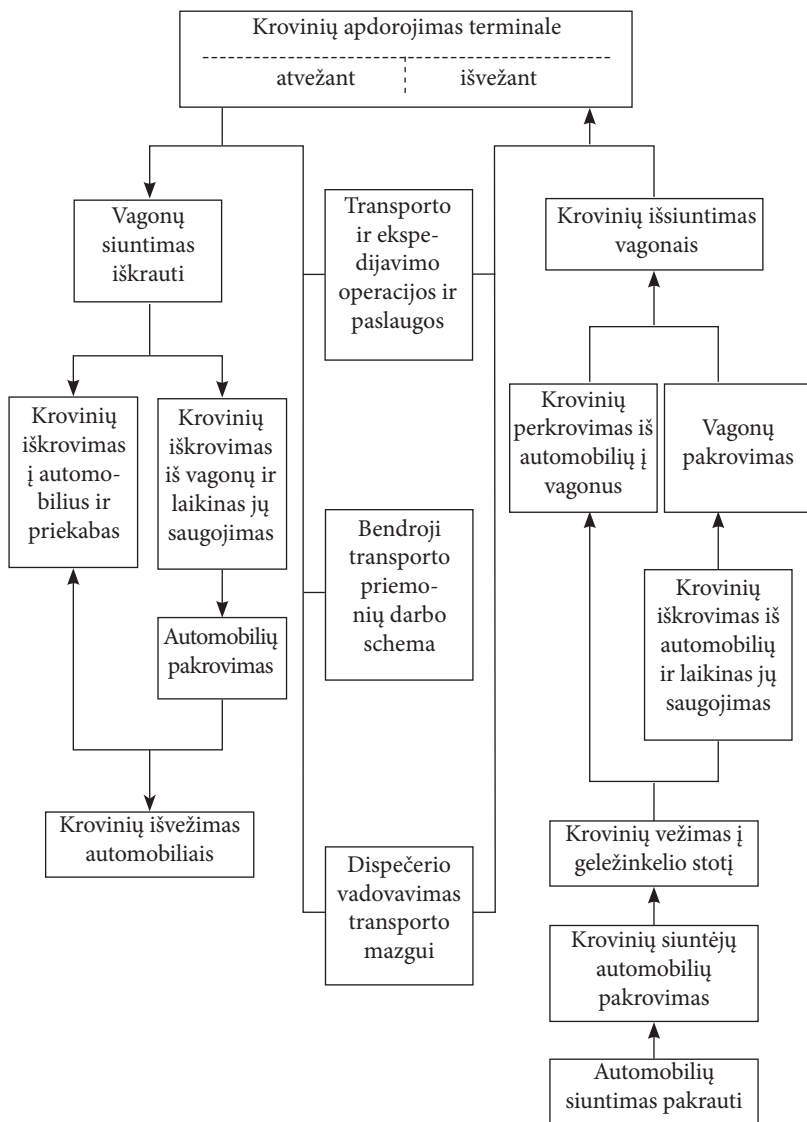 Krovinių apdorojimas terminale
atvežant
išvežant
Vagonų
siuntimas
iškrauti
Krovinių
iškrovimas
į automo-
bilius ir
priekabas
Krovinių
iškrovimas
iš vagonų ir
laikinas jų
saugojimas
Automobilių
pakrovimas
Krovinių išvežimas
automobiliais
Transporto
ir ekspe-
dijavimo
operacijos ir
paslaugos
Bendroji
transporto
priemo-
nių darbo
schema
Dispečerio
vadovavimas
transporto
mazgui
Krovinių išsiuntimas
vagonais
Krovinių
perkrovimas iš
automobilių į
vagonus
Vagonų
pakrovimas
Krovinių
iškrovimas iš
automobilių
ir laikinas jų
saugojimas
Krovinių vežimas į
geležinkelio stotį
Krovinių siuntėjų
automobilių
pakrovimas
Automobilių
siuntimas pakrauti